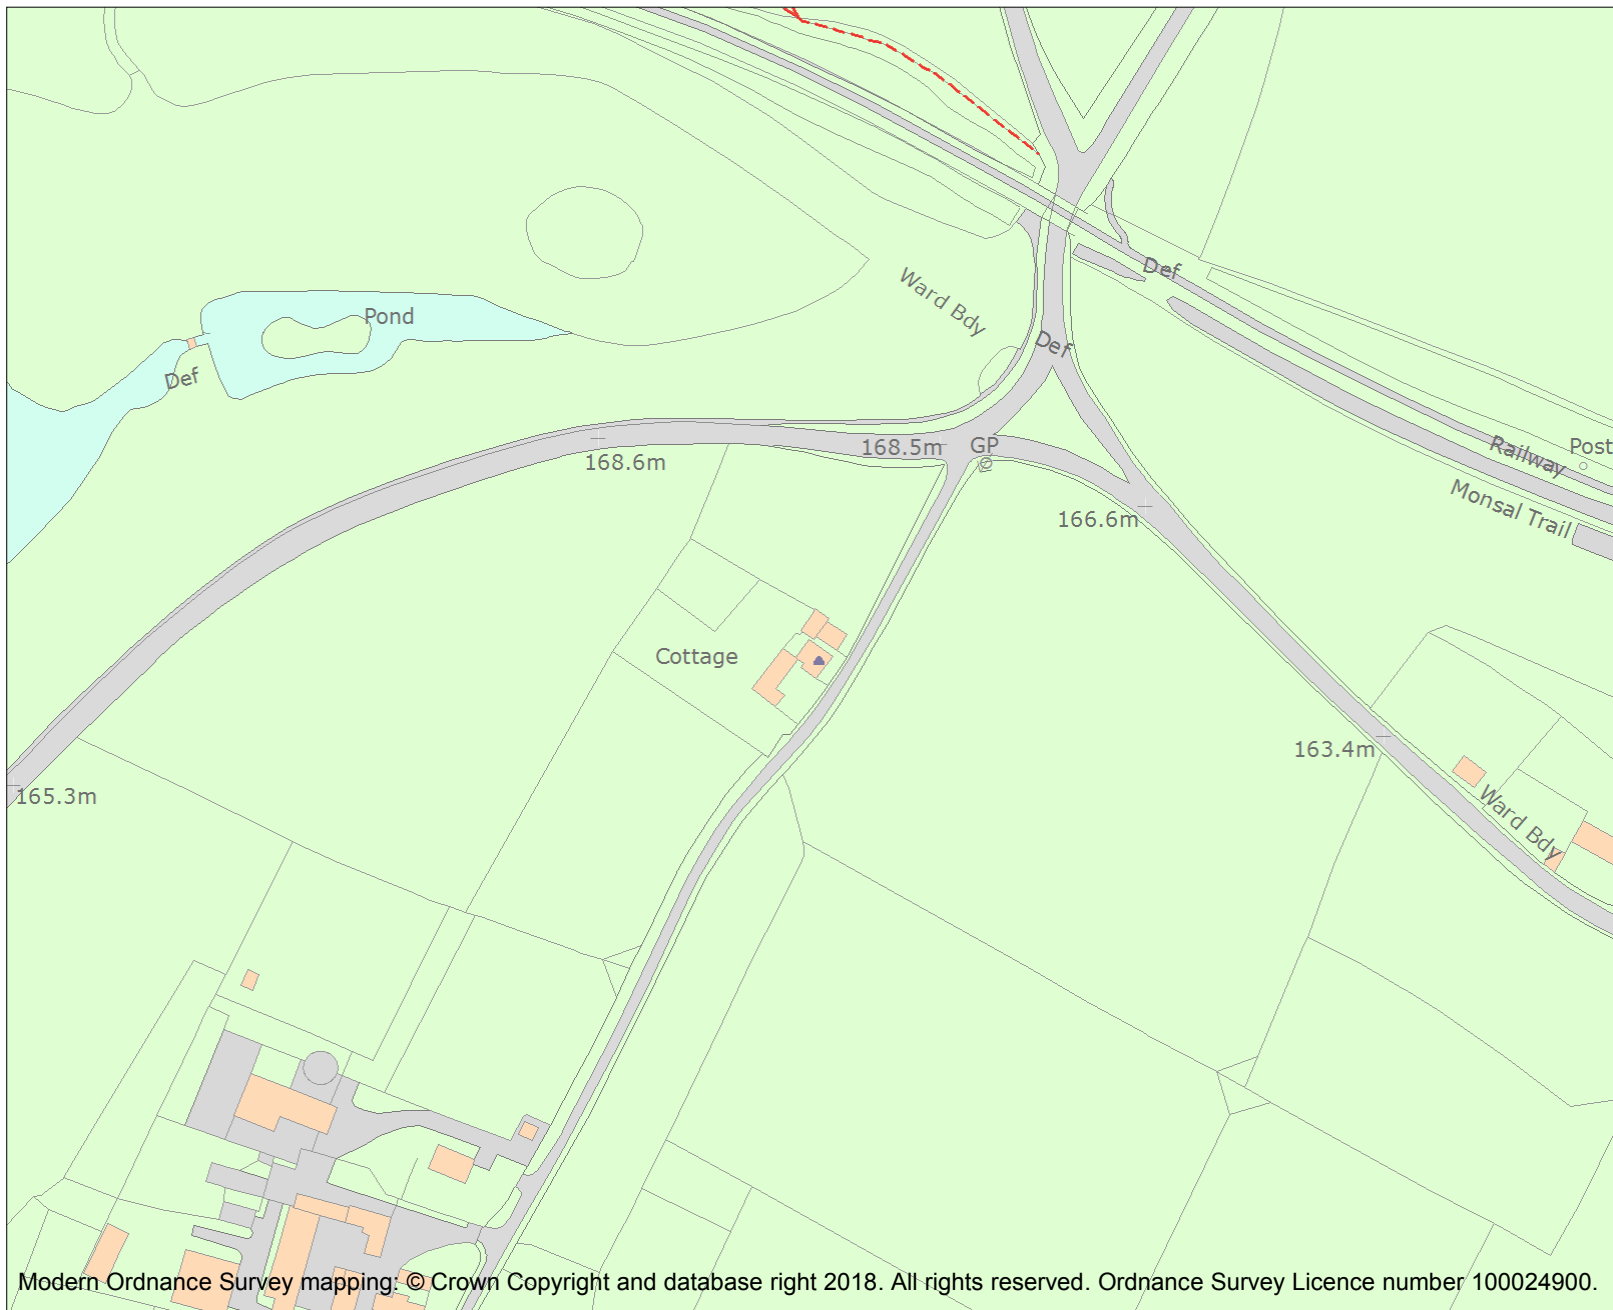 Ward Bdy
Def
Pond
Def
Def
168.5m
GP
168.6m
Railway
Post
Monsal Trail
166.6m
Cottage
163.4m
165.3m
Ward Bdy
Modern Ordnance Survey mapping: © Crown Copyright and database right 2018. All rights reserved. Ordnance Survey Licence number 100024900.